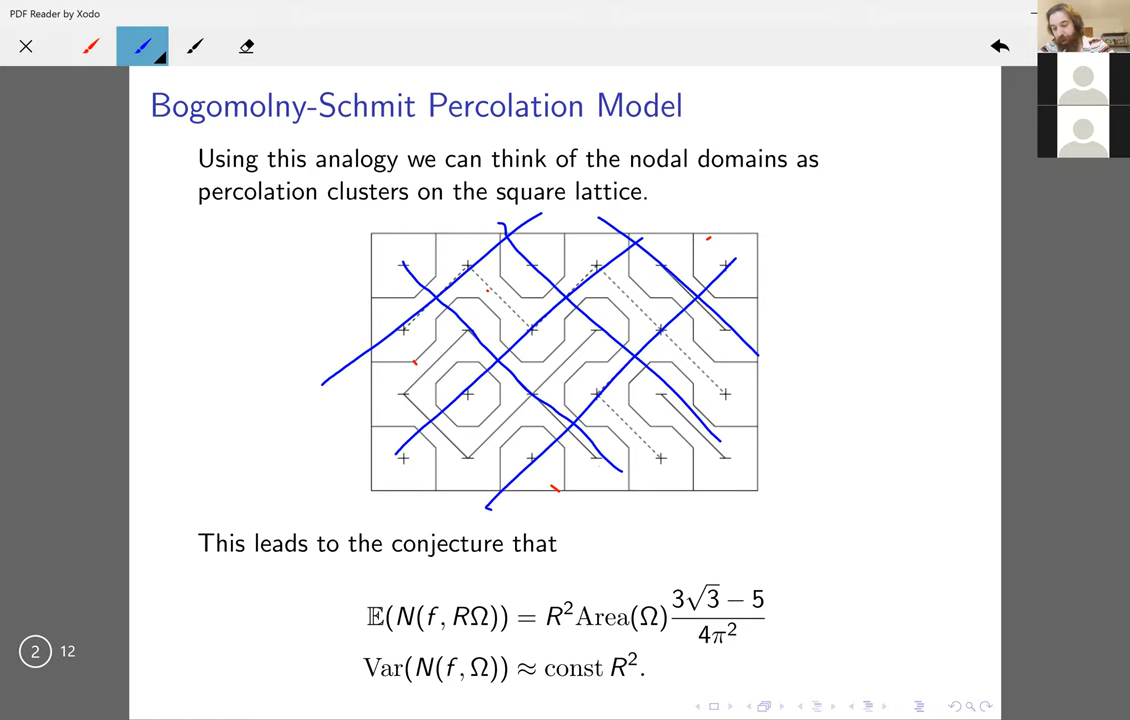 PDF Reader by Xodo
Bogomolny-Schmit Percolation Model
Using this analogy we can think of the nodal domains as
percolation clusters on the square lattice.
This leads to the conjecture that
𝔼(N(f, RΩ)) = R²Area(Ω) (3√3 − 5)/(4π²)
Var(N(f, Ω)) ≈ const R².
2 12